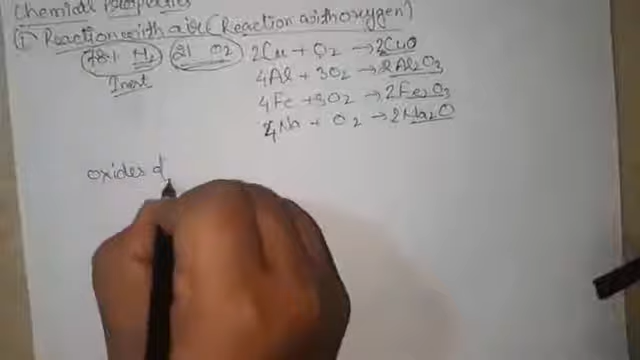 Chemical Properties
① Reaction with air (Reaction with oxygen)
78% N₂ 21 O₂ 2Cu + O₂ → 2CuO
Inert 4Al + 3O₂ → 2Al₂O₃
4Fe + 3O₂ → 2Fe₂O₃
4Na + O₂ → 2Na₂O
oxides of